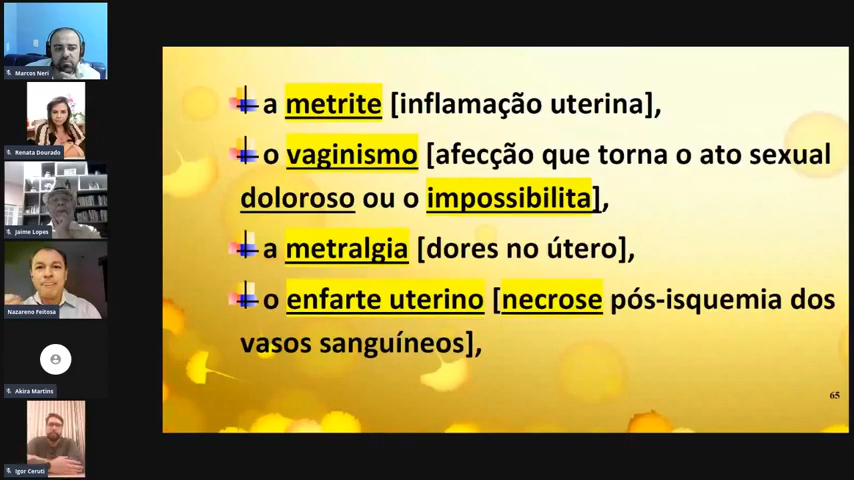 Marcos Neri
Renata Dourado
Jaime Lopes
Nazareno Feitosa
Akira Martins
Igor Ceruti
a metrite [inflamação uterina],
o vaginismo [afecção que torna o ato sexual
doloroso ou o impossibilita],
a metralgia [dores no útero],
o enfarte uterino [necrose pós-isquemia dos
vasos sanguíneos],
65